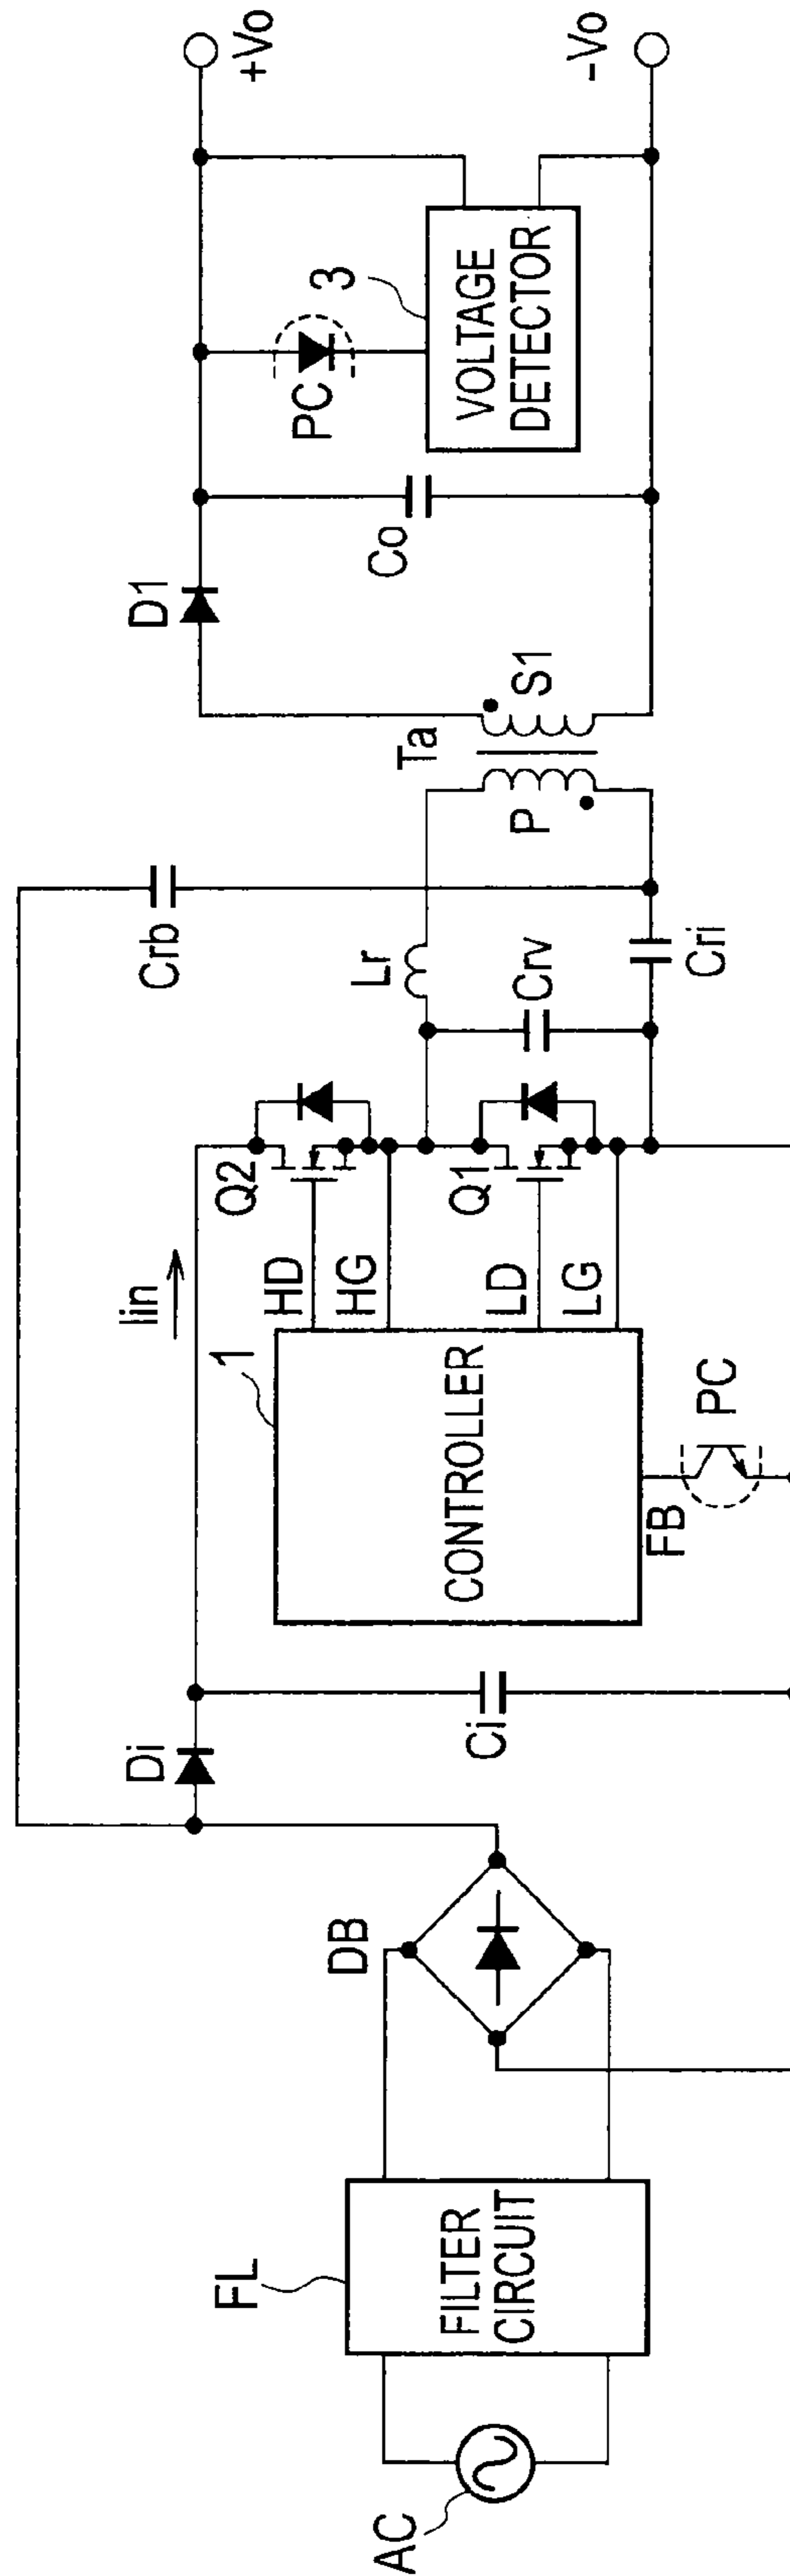 AC
FL
FILTER
CIRCUIT
DB
Di
Ci
Iin
1
CONTROLLER
HD
HG
LD
LG
FB
PC
Q2
Q1
Crb
Lr
Crv
Cri
P
Ta
S1
D1
Co
PC
3
VOLTAGE
DETECTOR
+Vo
-Vo